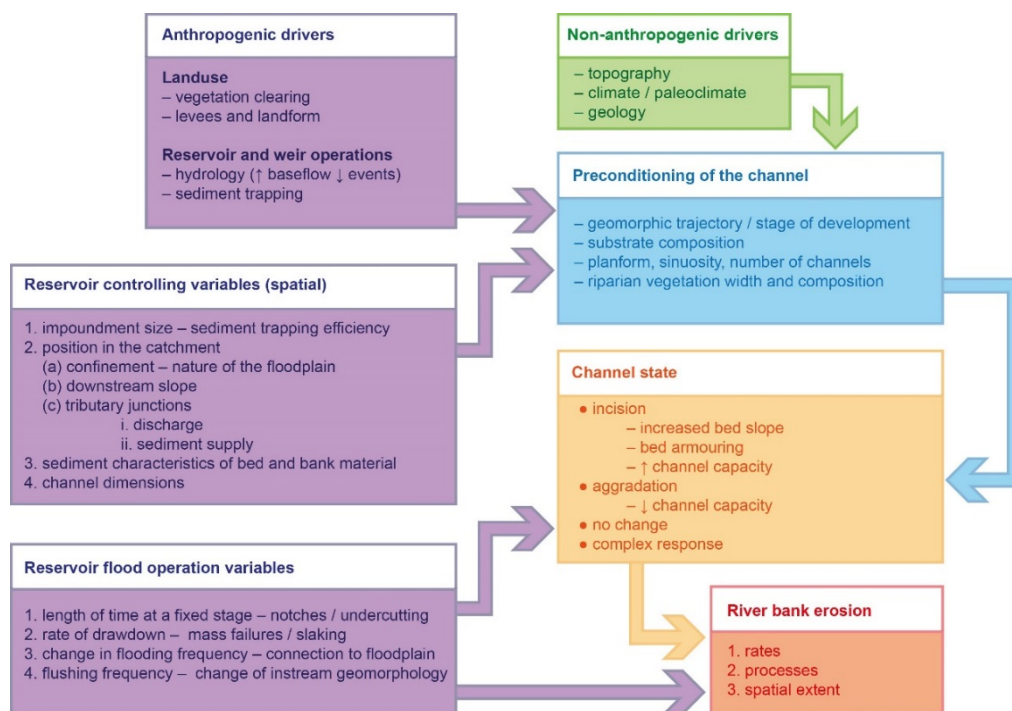 Anthropogenic drivers
Landuse
– vegetation clearing
– levees and landform
Reservoir and weir operations
– hydrology (↑ baseflow ↓ events)
– sediment trapping
Non-anthropogenic drivers
– topography
– climate / paleoclimate
– geology
Preconditioning of the channel
– geomorphic trajectory / stage of development
– substrate composition
– planform, sinuosity, number of channels
– riparian vegetation width and composition
Reservoir controlling variables (spatial)
1. impoundment size – sediment trapping efficiency
2. position in the catchment
(a) confinement – nature of the floodplain
(b) downstream slope
(c) tributary junctions
i. discharge
ii. sediment supply
3. sediment characteristics of bed and bank material
4. channel dimensions
Channel state
● incision
– increased bed slope
– bed armouring
– ↑ channel capacity
● aggradation
– ↓ channel capacity
● no change
● complex response
Reservoir flood operation variables
1. length of time at a fixed stage – notches / undercutting
2. rate of drawdown – mass failures / slaking
3. change in flooding frequency – connection to floodplain
4. flushing frequency – change of instream geomorphology
River bank erosion
1. rates
2. processes
3. spatial extent